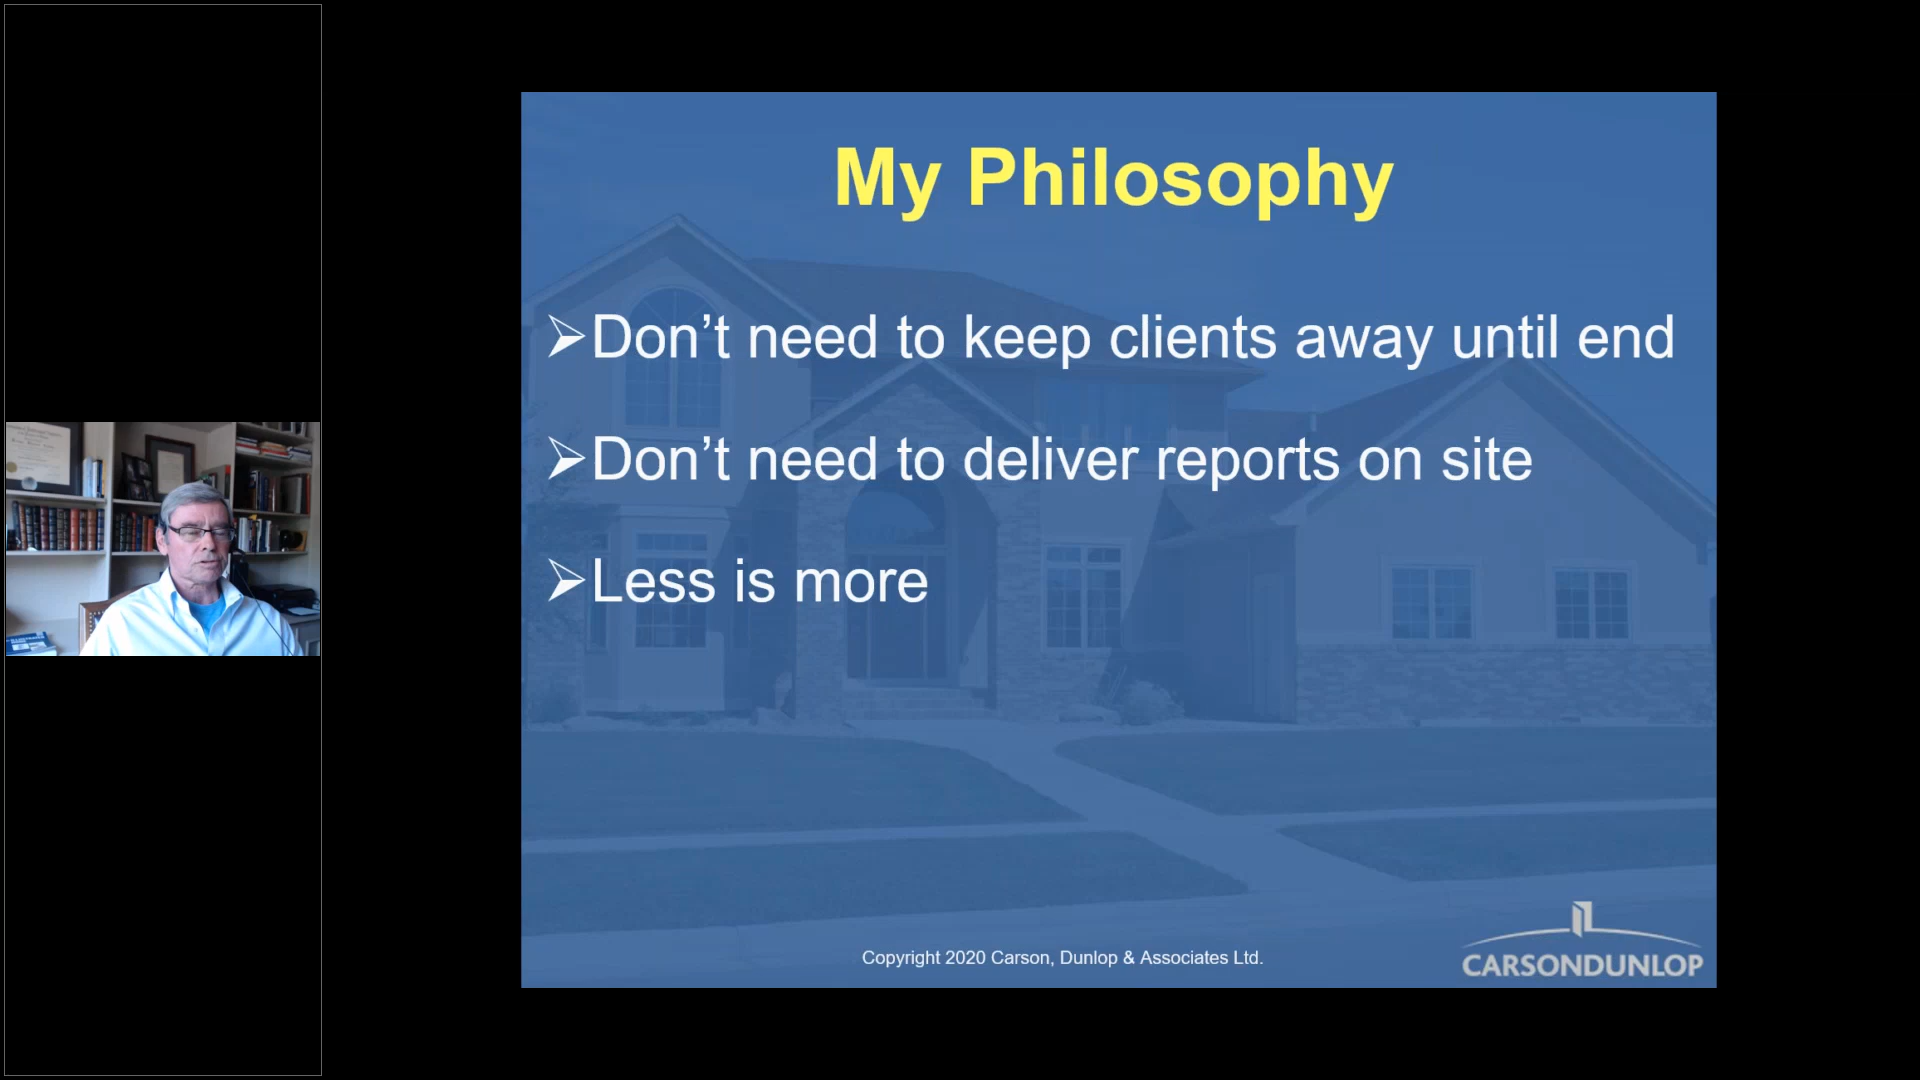 My Philosophy
➢Don’t need to keep clients away until end
➢Don’t need to deliver reports on site
➢Less is more
Copyright 2020 Carson, Dunlop & Associates Ltd.
CARSONDUNLOP